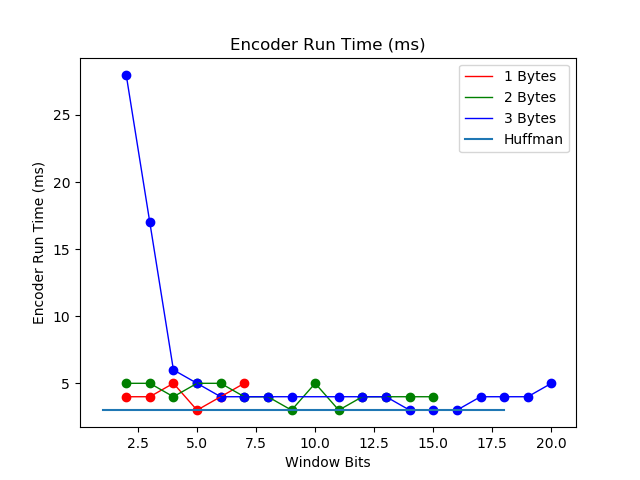 Encoder Run Time (ms)
1 Bytes
2 Bytes
3 Bytes
Huffman
Encoder Run Time (ms)
25
20
15
10
5
2.5 5.0 7.5 10.0 12.5 15.0 17.5 20.0
Window Bits